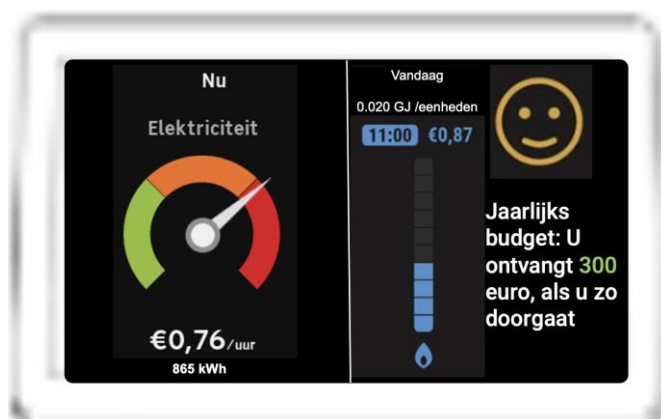 Nu
Elektriciteit
€0,76/uur
865 kWh
Vandaag
0.020 GJ /eenheden
11:00 €0,87
Jaarlijks
budget: U
ontvangt 300
euro, als u zo
doorgaat